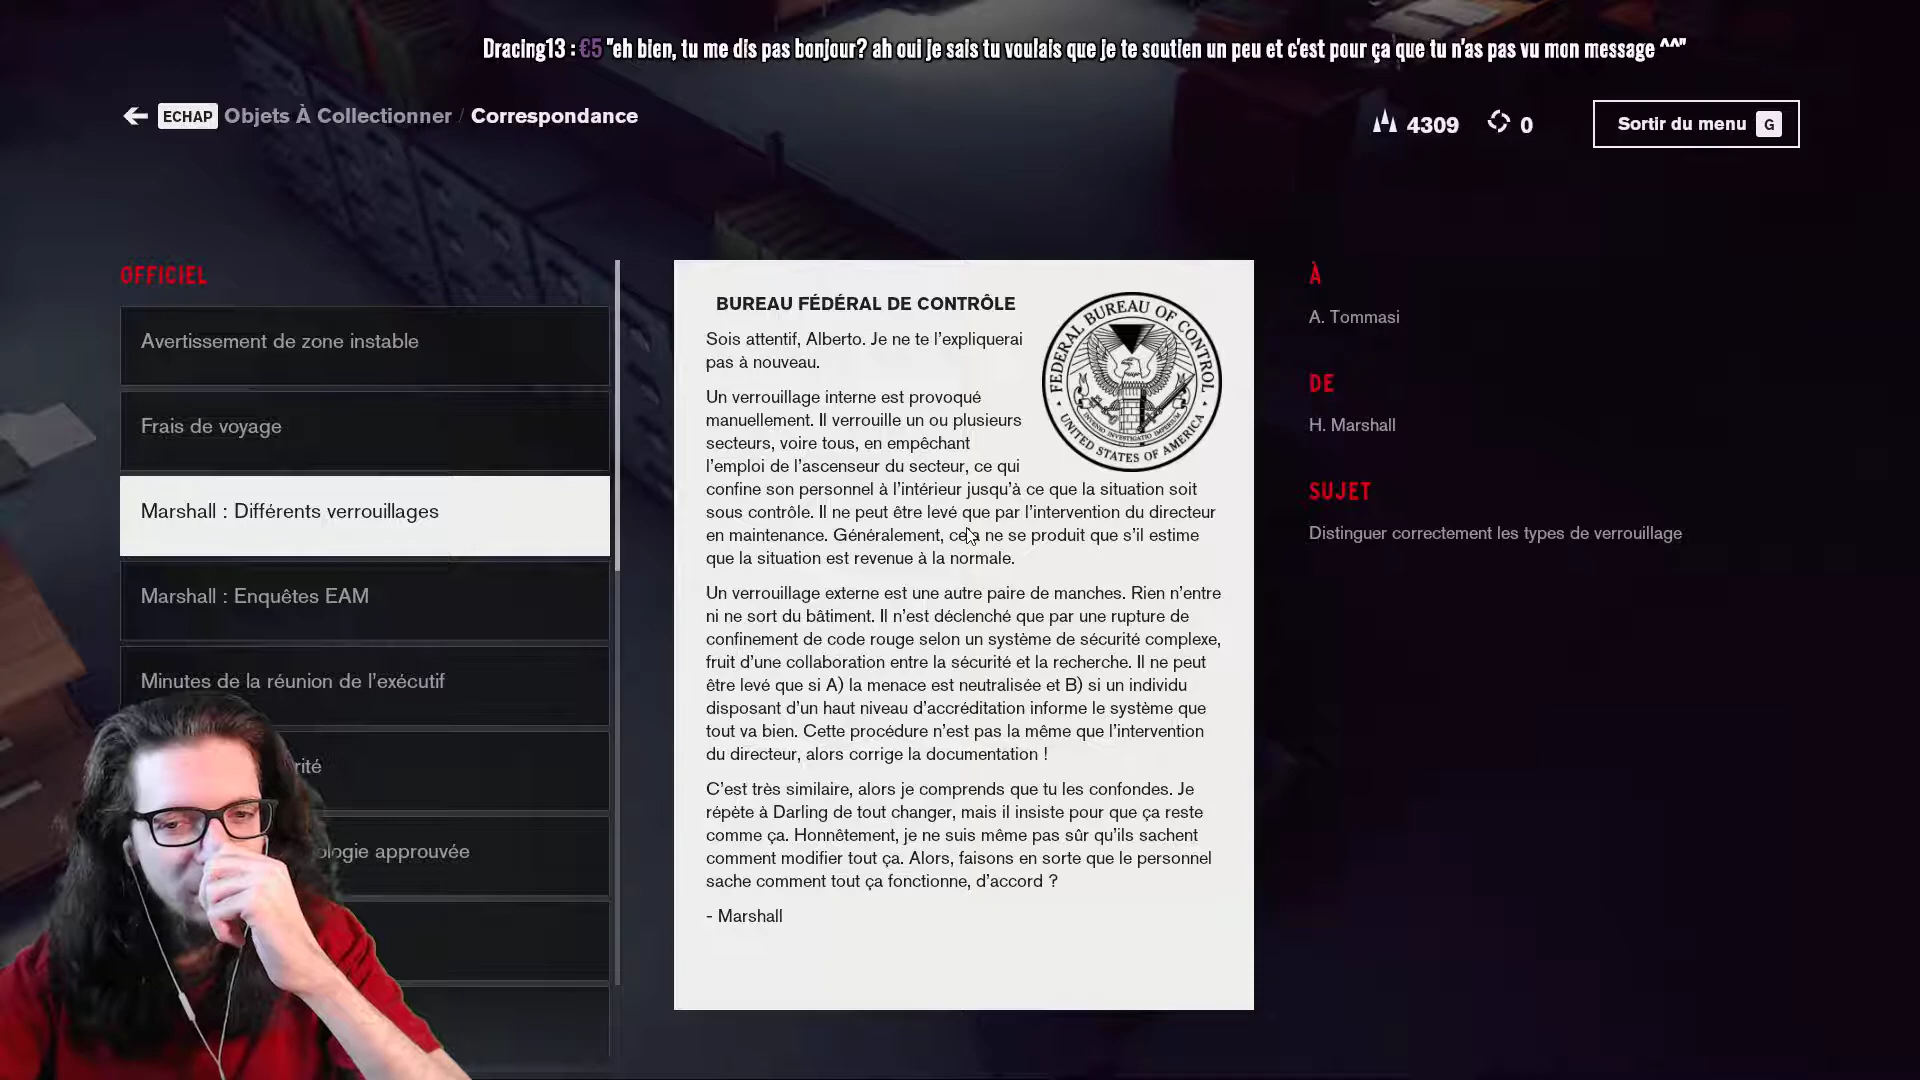 Dracing13 : €5 "eh bien, tu me dis pas bonjour? ah oui je sais tu voulais que je te soutien un peu et c'est pour ça que tu n'as pas vu mon message ^^"
ECHAP Objets À Collectionner / Correspondance
4309
0
Sortir du menu G
OFFICIEL
Avertissement de zone instable
Frais de voyage
Marshall : Différents verrouillages
Marshall : Enquêtes EAM
Minutes de la réunion de l'exécutif
approuvée
BUREAU FÉDÉRAL DE CONTRÔLE
Sois attentif, Alberto. Je ne te l'expliquerai
pas à nouveau.
Un verrouillage interne est provoqué
manuellement. Il verrouille un ou plusieurs
secteurs, voire tous, en empêchant
l'emploi de l'ascenseur du secteur, ce qui
confine son personnel à l'intérieur jusqu'à ce que la situation soit
sous contrôle. Il ne peut être levé que par l'intervention du directeur
en maintenance. Généralement, cela ne se produit que s'il estime
que la situation est revenue à la normale.
Un verrouillage externe est une autre paire de manches. Rien n'entre
ni ne sort du bâtiment. Il n'est déclenché que par une rupture de
confinement de code rouge selon un système de sécurité complexe,
fruit d'une collaboration entre la sécurité et la recherche. Il ne peut
être levé que si A) la menace est neutralisée et B) si un individu
disposant d'un haut niveau d'accréditation informe le système que
tout va bien. Cette procédure n'est pas la même que l'intervention
du directeur, alors corrige la documentation !
C'est très similaire, alors je comprends que tu les confondes. Je
répète à Darling de tout changer, mais il insiste pour que ça reste
comme ça. Honnêtement, je ne suis même pas sûr qu'ils sachent
comment modifier tout ça. Alors, faisons en sorte que le personnel
sache comment tout ça fonctionne, d'accord ?
- Marshall
FEDERAL BUREAU OF CONTROL
INVENIO INVESTIGATIO IMPERIUM
UNITED STATES OF AMERICA
À
A. Tommasi
DE
H. Marshall
SUJET
Distinguer correctement les types de verrouillage